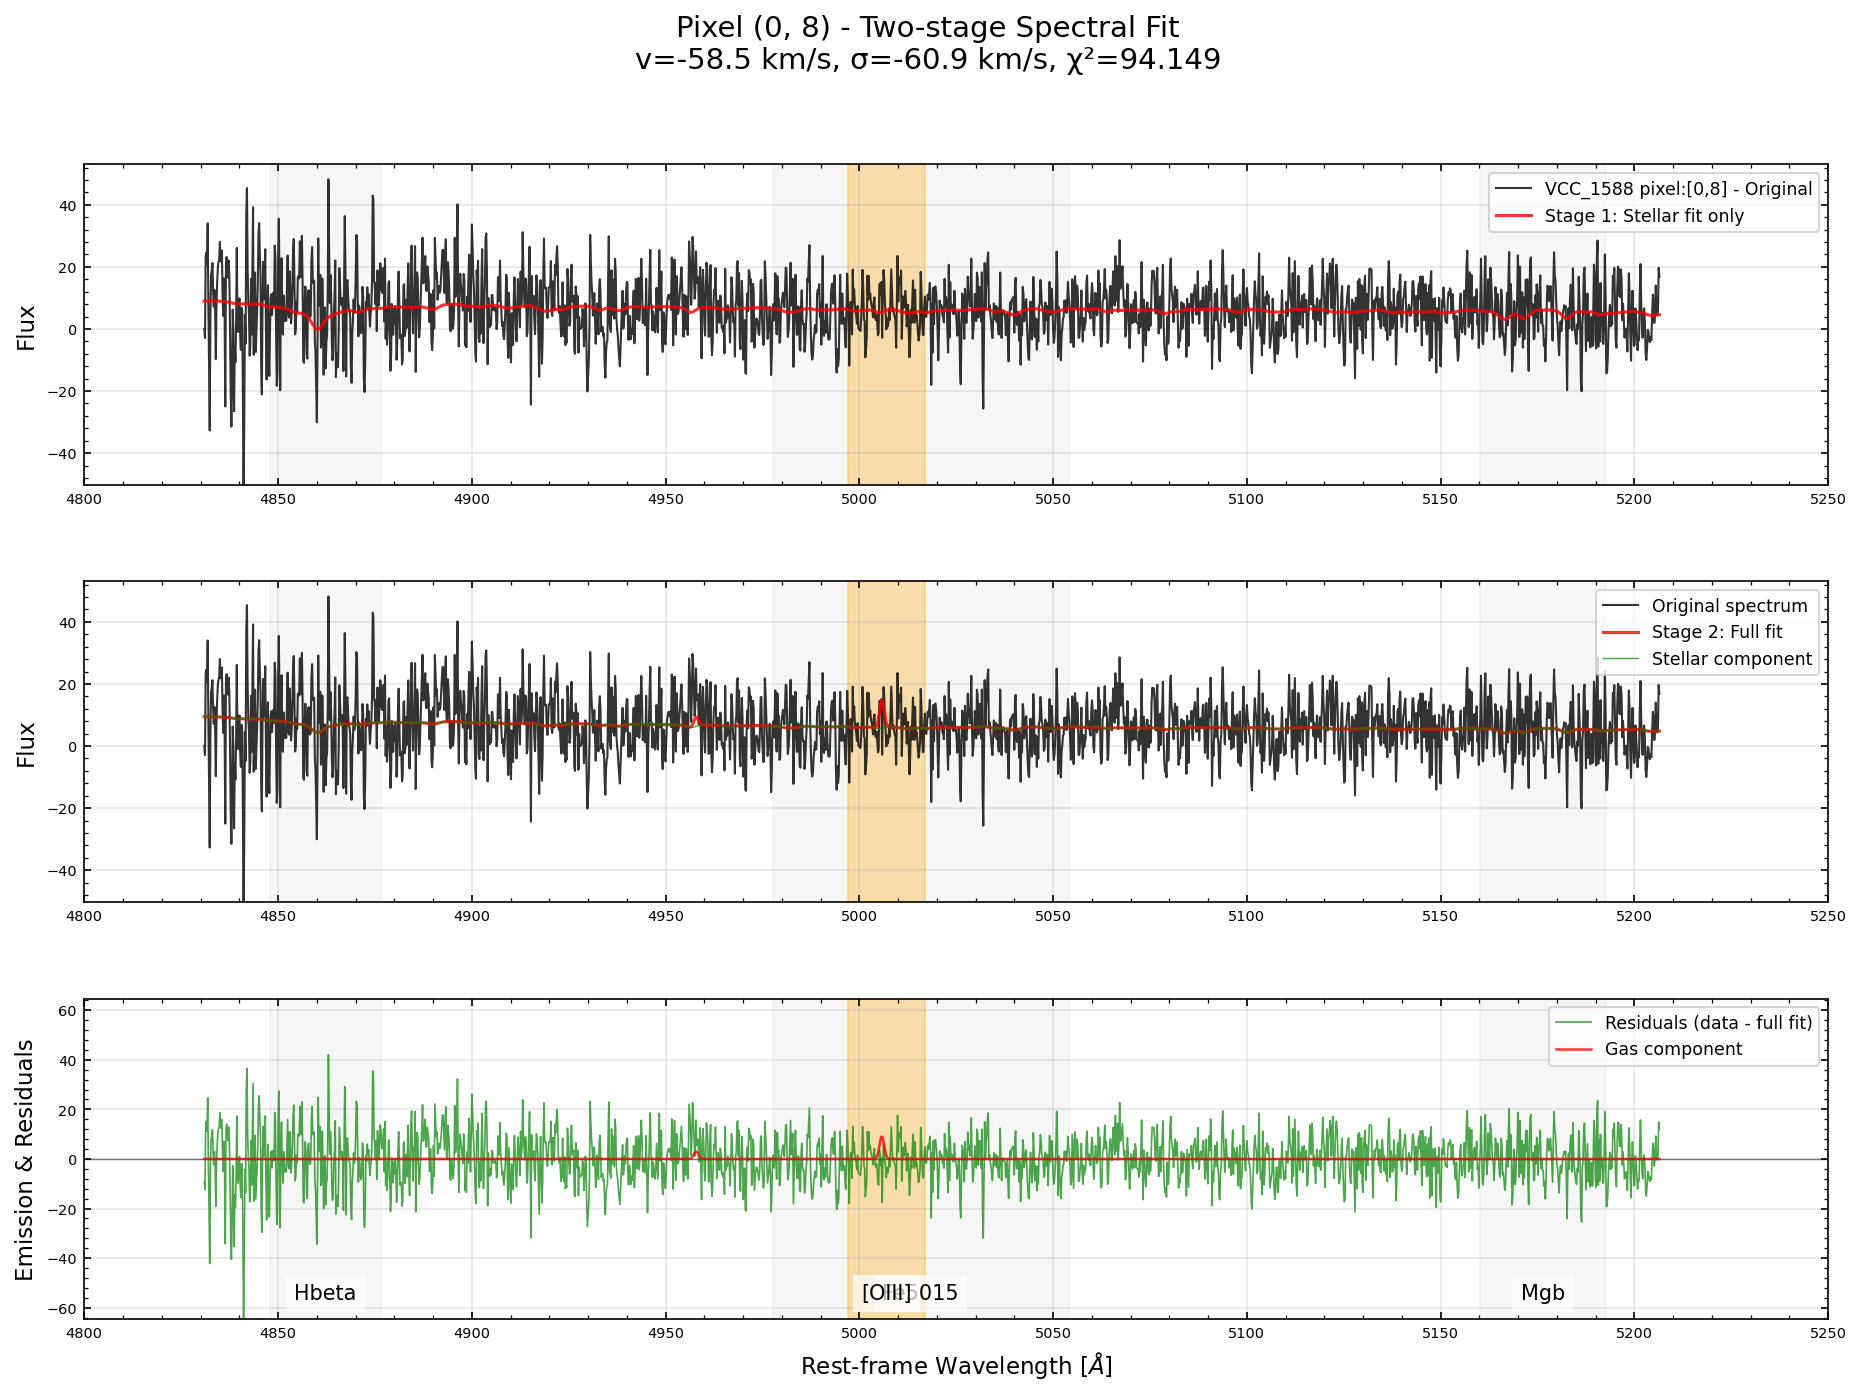 Pixel (0, 8) - Two-stage Spectral Fit
v=-58.5 km/s, σ=-60.9 km/s, χ²=94.149
Flux
40
20
0
−20
−40
VCC_1588 pixel:[0,8] - Original
Stage 1: Stellar fit only
4800 4850 4900 4950 5000 5050 5100 5150 5200 5250
Flux
40
20
0
−20
−40
Original spectrum
Stage 2: Full fit
Stellar component
4800 4850 4900 4950 5000 5050 5100 5150 5200 5250
Emission & Residuals
60
40
20
0
−20
−40
−60
Residuals (data - full fit)
Gas component
Hbeta [OIII] 5015 Mgb
4800 4850 4900 4950 5000 5050 5100 5150 5200 5250
Rest-frame Wavelength [Å]